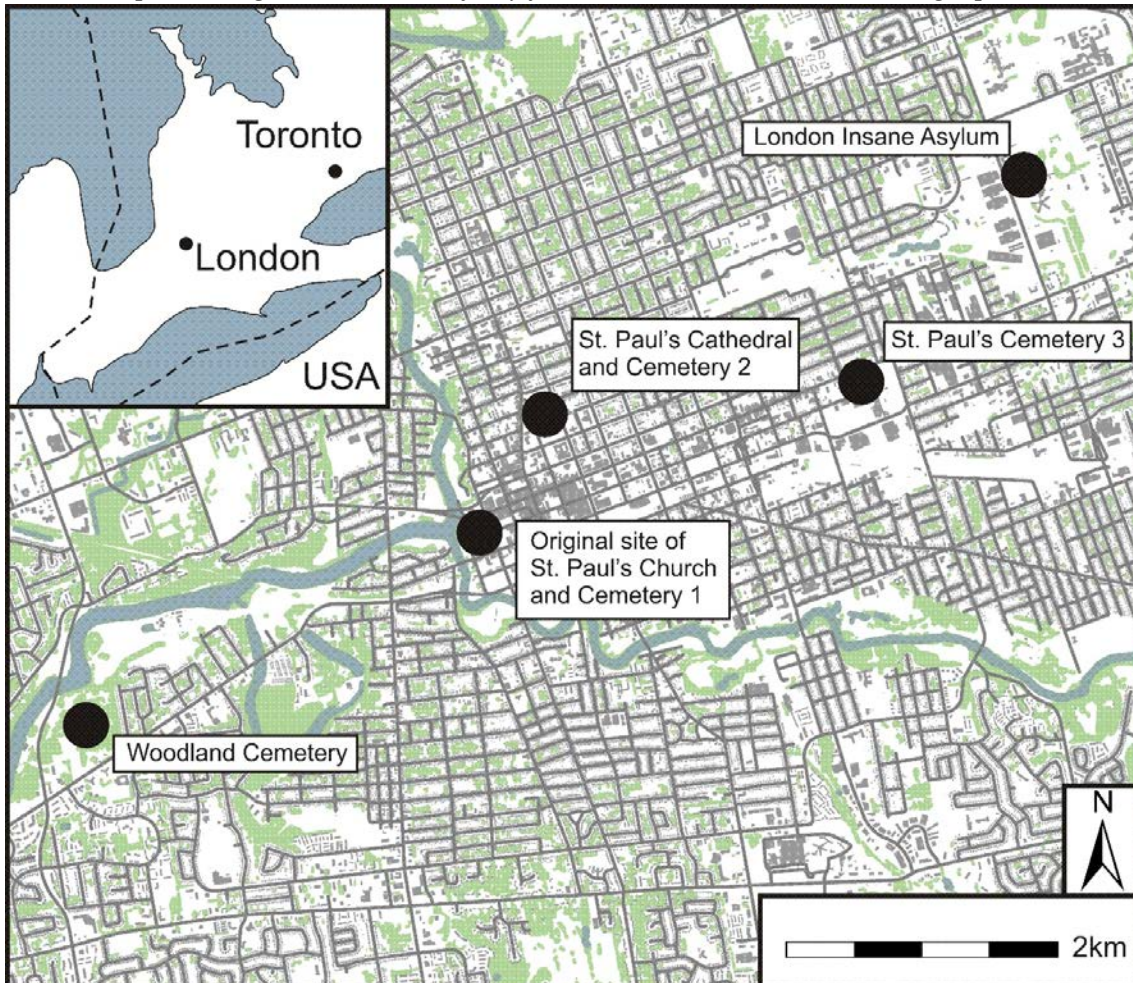 Toronto
London
USA
London Insane Asylum
St. Paul's Cathedral
and Cemetery 2
St. Paul's Cemetery 3
Original site of
St. Paul's Church
and Cemetery 1
Woodland Cemetery
N
2km